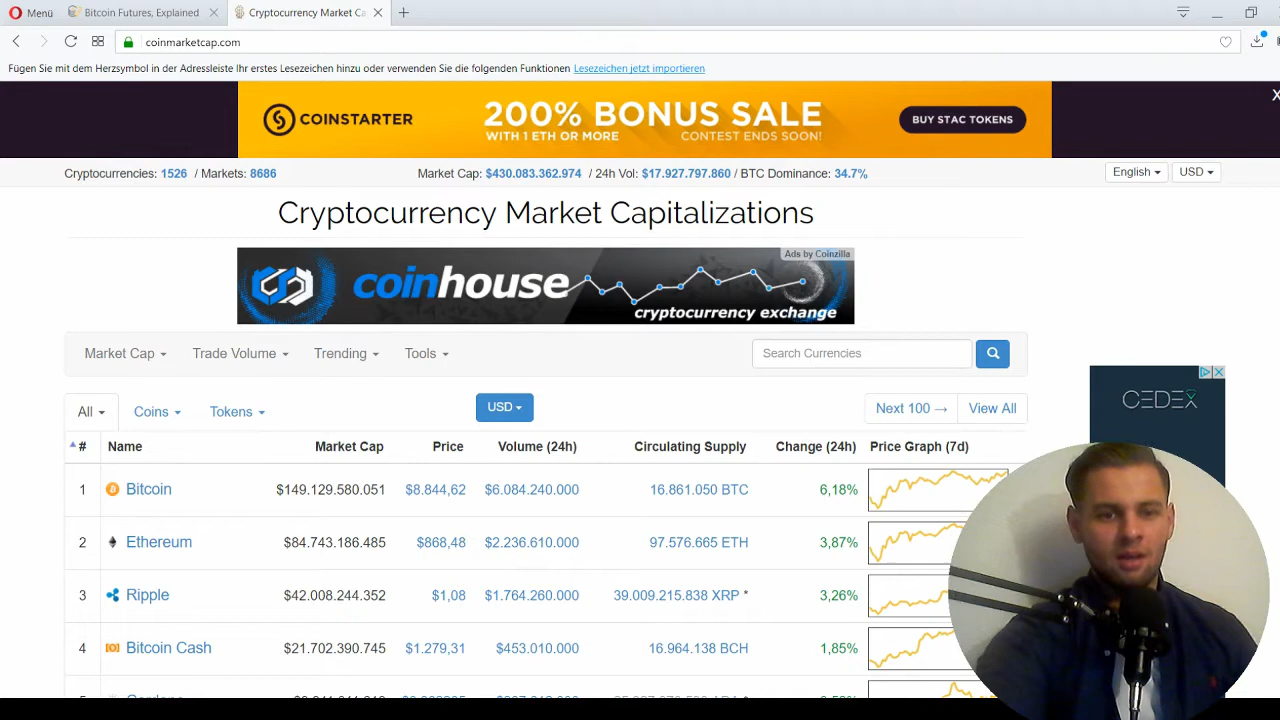 Menü
Bitcoin Futures, Explained
Cryptocurrency Market Ca
coinmarketcap.com
Fügen Sie mit dem Herzsymbol in der Adressleiste Ihr erstes Lesezeichen hinzu oder verwenden Sie die folgenden Funktionen Lesezeichen jetzt importieren
COINSTARTER
200% BONUS SALE
WITH 1 ETH OR MORE CONTEST ENDS SOON!
BUY STAC TOKENS
X
Cryptocurrencies: 1526 / Markets: 8686 Market Cap: $430.083.362.974 / 24h Vol: $17.927.797.860 / BTC Dominance: 34.7% English USD
Cryptocurrency Market Capitalizations
Ads by Coinzilla
coinhouse
cryptocurrency exchange
Market Cap Trade Volume Trending Tools Search Currencies
All Coins Tokens USD Next 100 → View All
CEDEX
# Name Market Cap Price Volume (24h) Circulating Supply Change (24h) Price Graph (7d)
1 Bitcoin $149.129.580.051 $8.844,62 $6.084.240.000 16.861.050 BTC 6,18%
2 Ethereum $84.743.186.485 $868,48 $2.236.610.000 97.576.665 ETH 3,87%
3 Ripple $42.008.244.352 $1,08 $1.764.260.000 39.009.215.838 XRP * 3,26%
4 Bitcoin Cash $21.702.390.745 $1.279,31 $453.010.000 16.964.138 BCH 1,85%